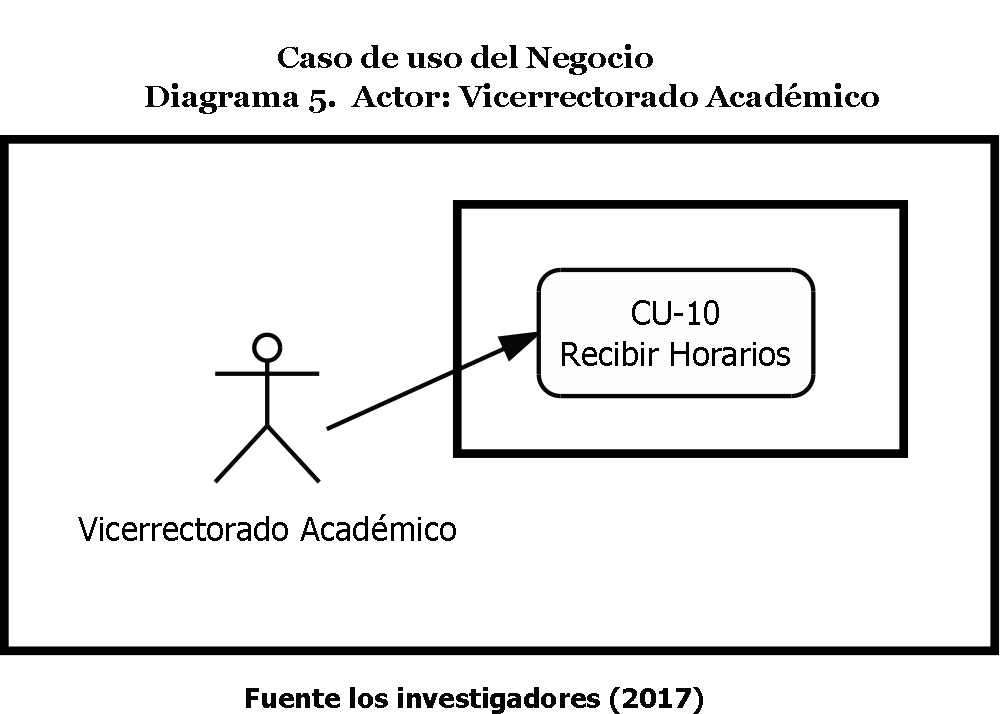 Caso de uso del Negocio
Diagrama 5. Actor: Vicerrectorado Académico
CU-10
Recibir Horarios
Vicerrectorado Académico
Fuente los investigadores (2017)